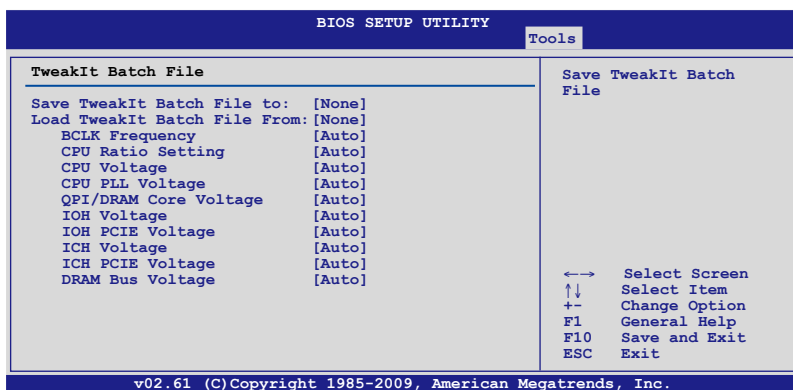 BIOS SETUP UTILITY
Tools
TweakIt Batch File
Save TweakIt Batch File to: [None]
Load TweakIt Batch File From: [None]
BCLK Frequency [Auto]
CPU Ratio Setting [Auto]
CPU Voltage [Auto]
CPU PLL Voltage [Auto]
QPI/DRAM Core Voltage [Auto]
IOH Voltage [Auto]
IOH PCIE Voltage [Auto]
ICH Voltage [Auto]
ICH PCIE Voltage [Auto]
DRAM Bus Voltage [Auto]
Save TweakIt Batch
File
←→ Select Screen
↑↓ Select Item
+- Change Option
F1 General Help
F10 Save and Exit
ESC Exit
v02.61 (C)Copyright 1985-2009, American Megatrends, Inc.